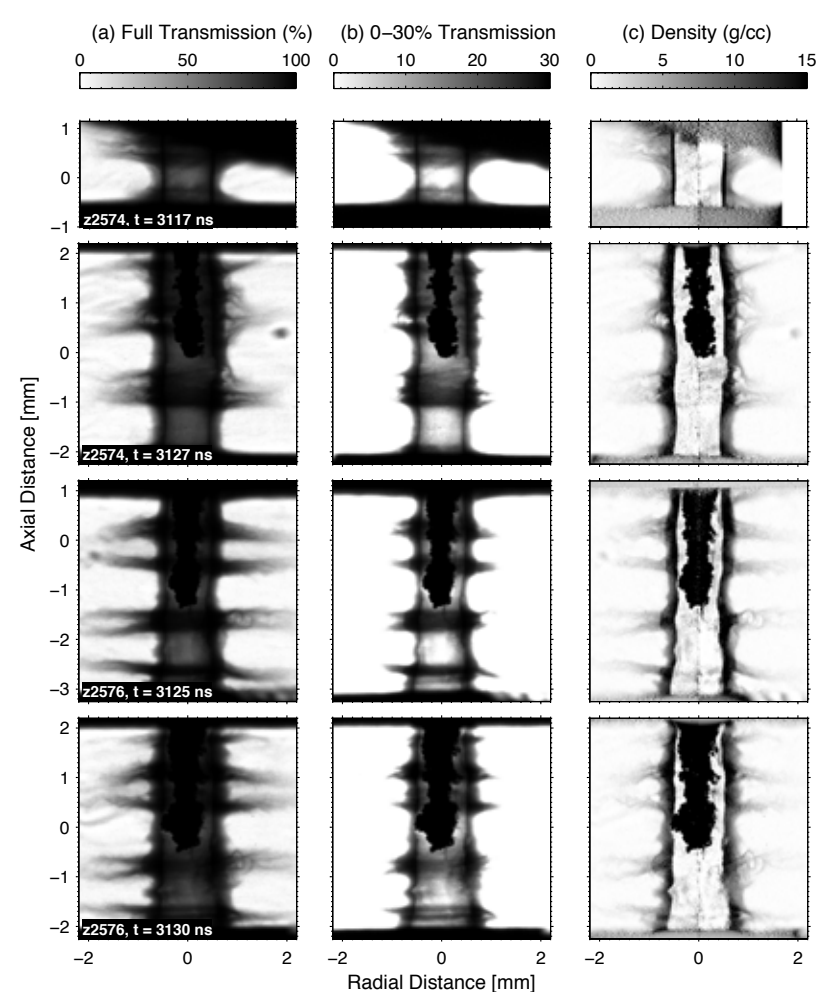 (a) Full Transmission (%) (b) 0–30% Transmission (c) Density (g/cc)
0 50 100 0 10 20 30 0 5 10 15
1
0
−1
z2574, t = 3117 ns
2
1
0
−1
−2
z2574, t = 3127 ns
Axial Distance [mm]
1
0
−1
−2
−3
z2576, t = 3125 ns
2
1
0
−1
−2
z2576, t = 3130 ns
−2 0 2 −2 0 2 −2 0 2
Radial Distance [mm]